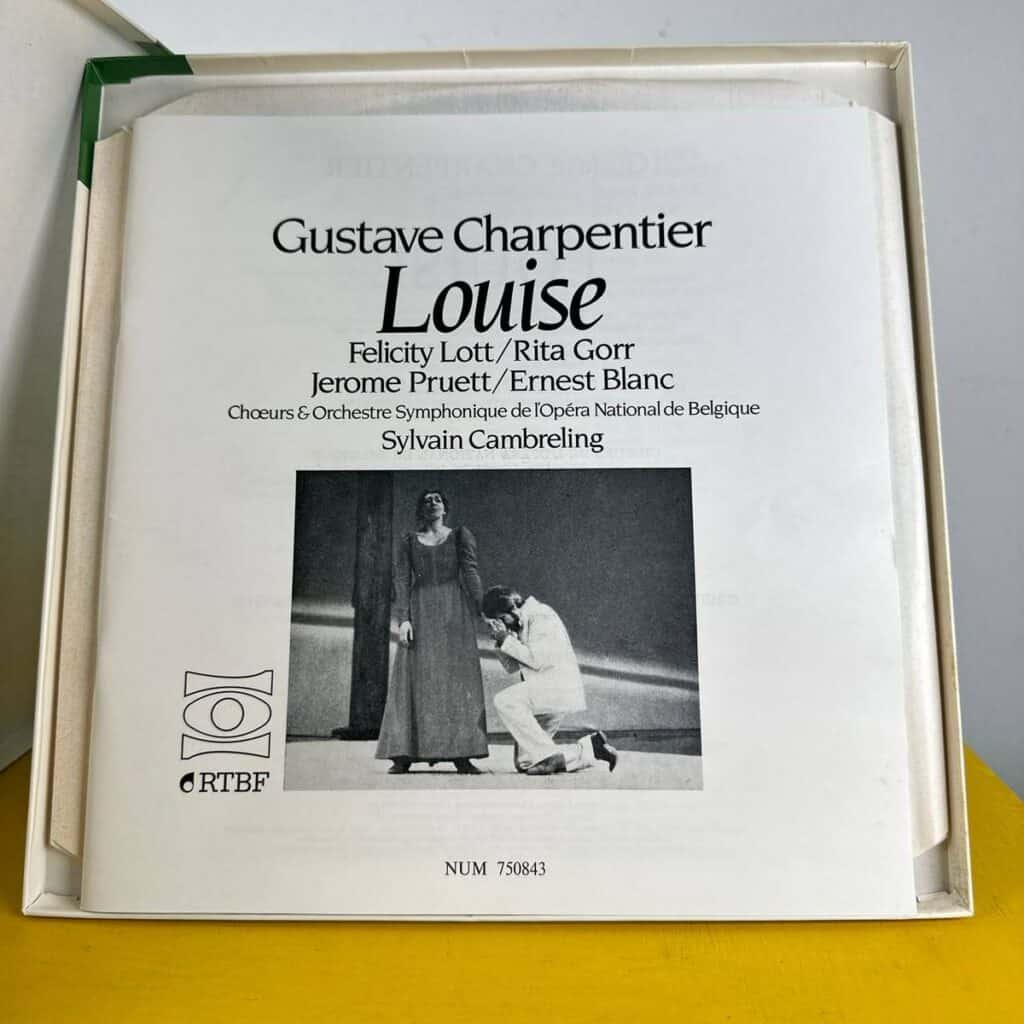 Gustave Charpentier
Louise
Felicity Lott/Rita Gorr
Jerome Pruett/Ernest Blanc
Chœurs & Orchestre Symphonique de l'Opéra National de Belgique
Sylvain Cambreling
RTBF
NUM 750843